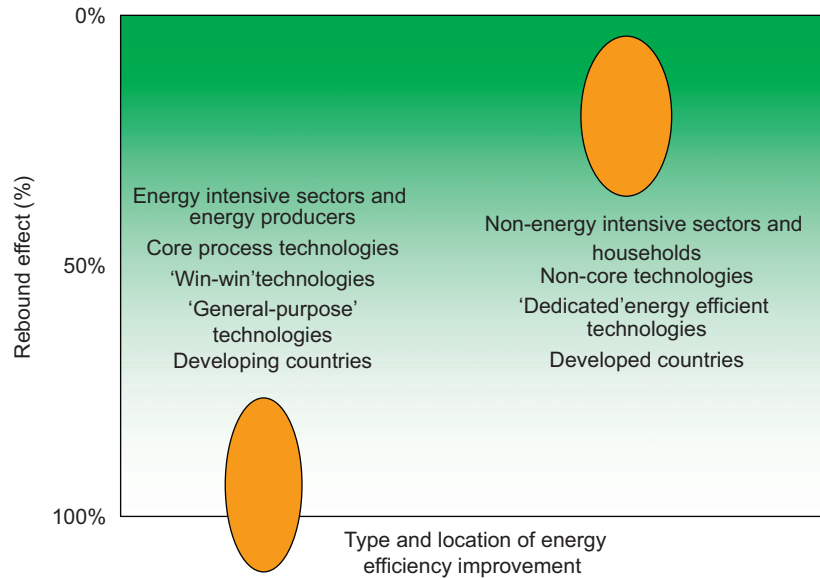 0%
50%
100%
Rebound effect (%)
Energy intensive sectors and
energy producers
Core process technologies
‘Win-win’technologies
‘General-purpose’
technologies
Developing countries
Non-energy intensive sectors and
households
Non-core technologies
‘Dedicated’energy efficient
technologies
Developed countries
Type and location of energy
efficiency improvement